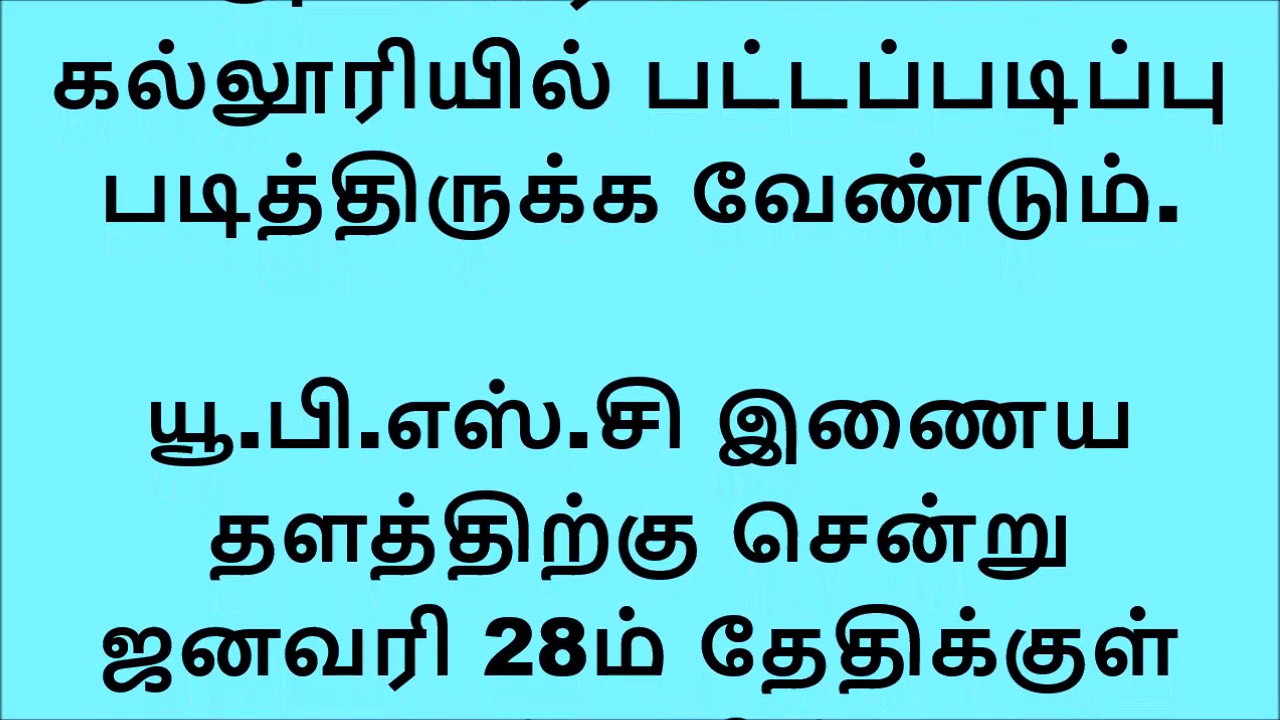 கல்லூரியில் பட்டப்படிப்பு
படித்திருக்க வேண்டும்.
யூ.பி.எஸ்.சி இணைய
தளத்திற்கு சென்று
ஜனவரி 28ம் தேதிக்குள்